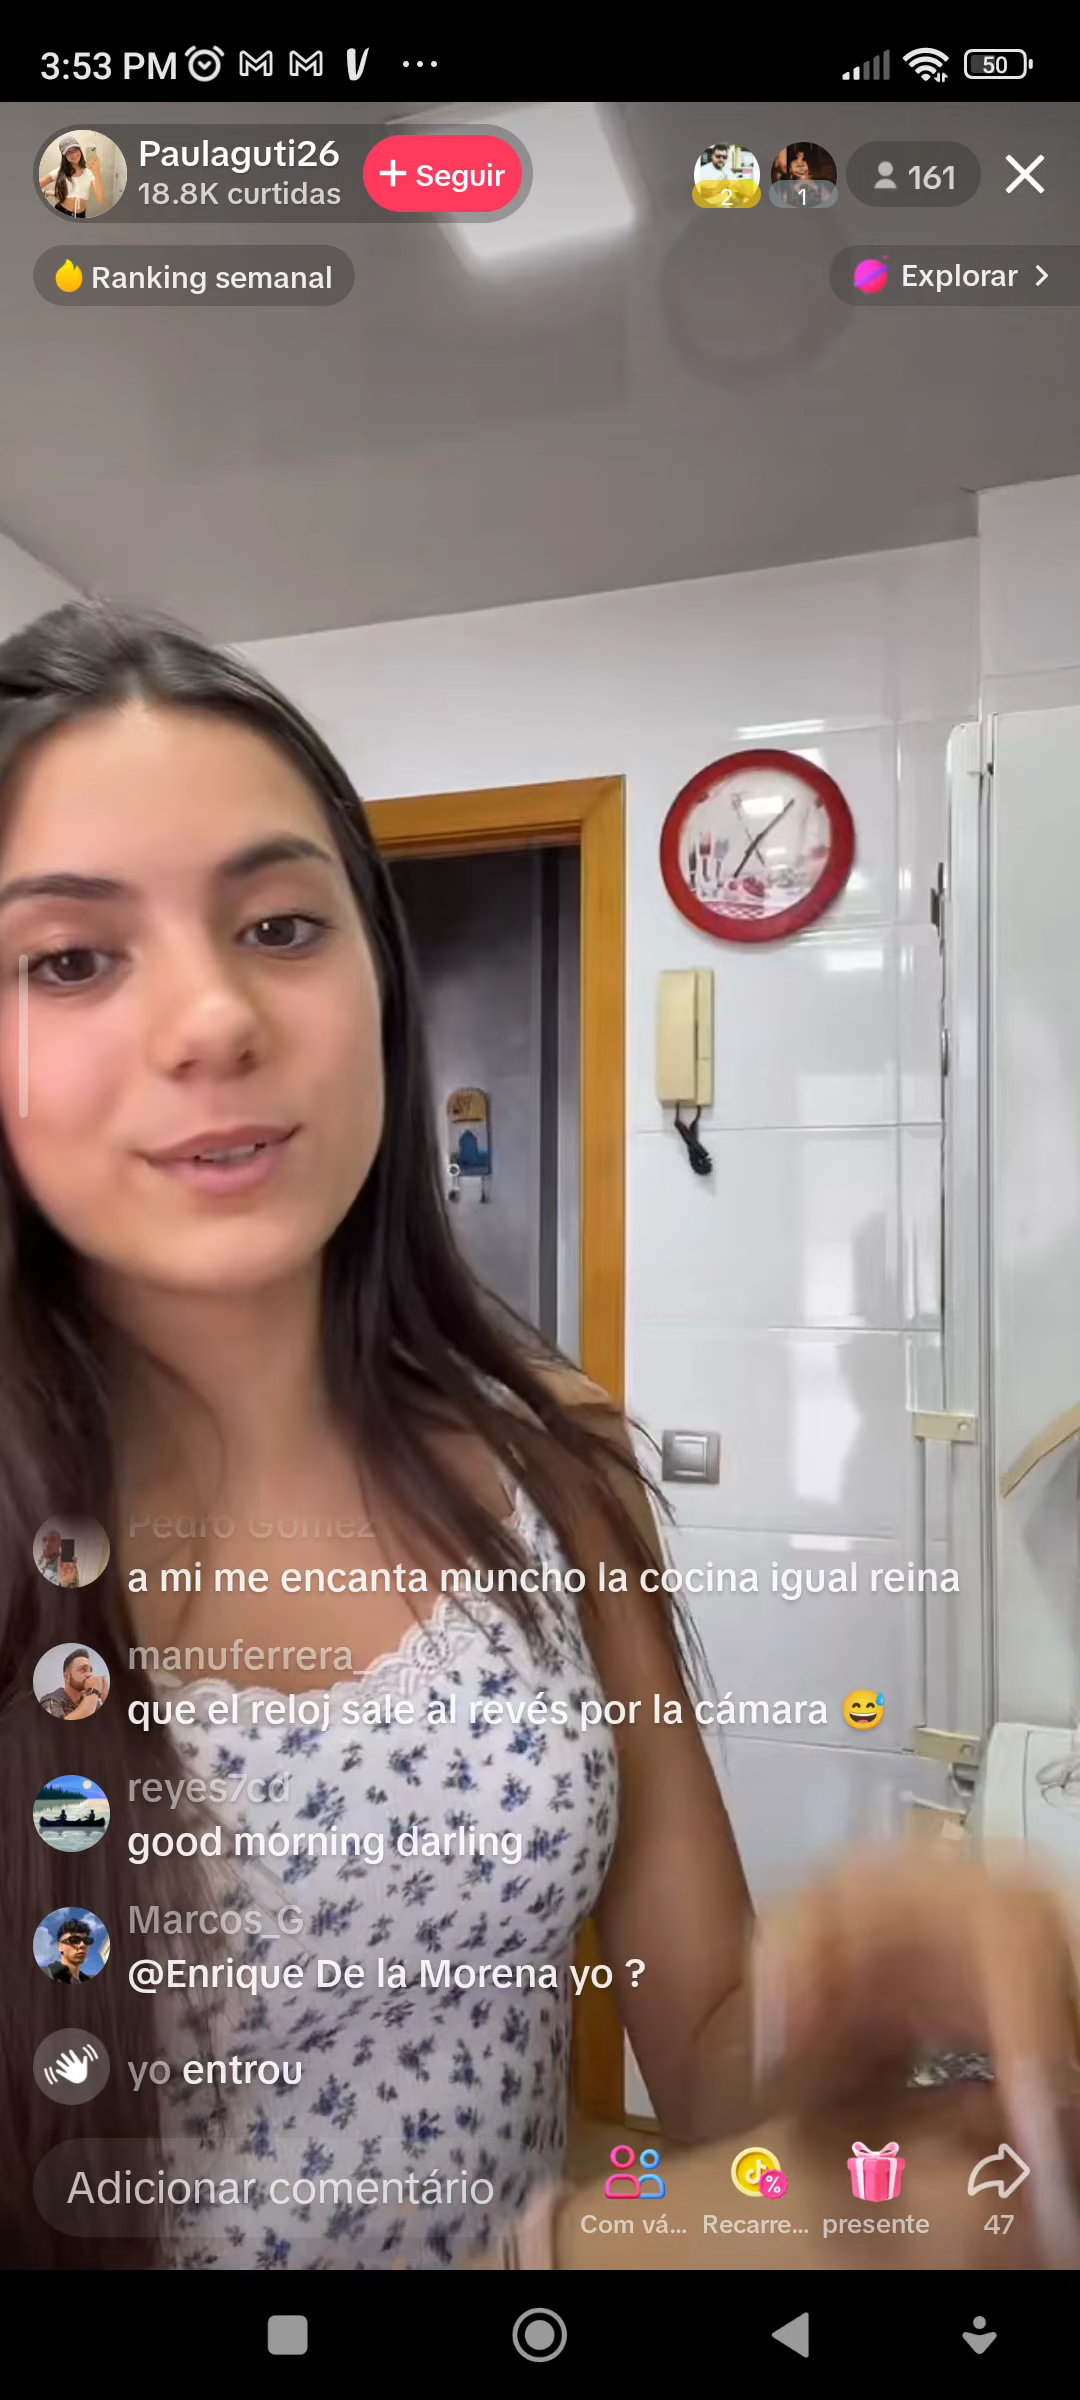 3:53 PM
50
Paulaguti26
18.8K curtidas
+ Seguir
2
1
161
Ranking semanal
Explorar
Pedro Gomez
a mi me encanta muncho la cocina igual reina
manuferrera_
que el reloj sale al revés por la cámara 😅
reyes7cd
good morning darling
Marcos_G
@Enrique De la Morena yo ?
yo entrou
Adicionar comentário
Com vá...
Recarre...
presente
47